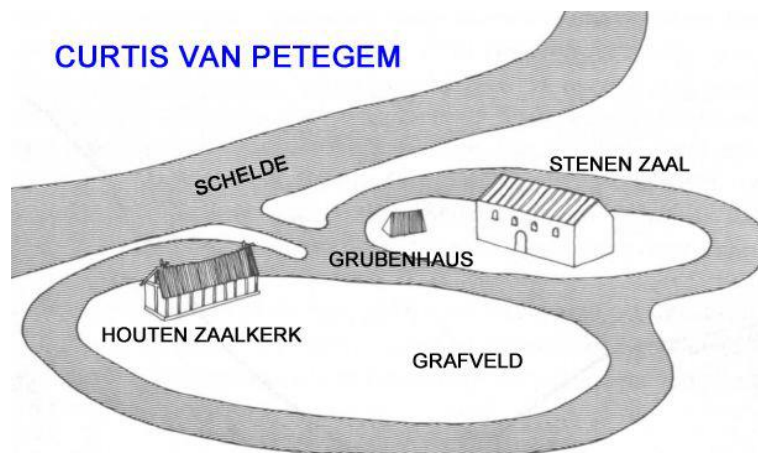 CURTIS VAN PETEGEM
SCHELDE
STENEN ZAAL
GRUBENHAUS
HOUTEN ZAALKERK
GRAFVELD